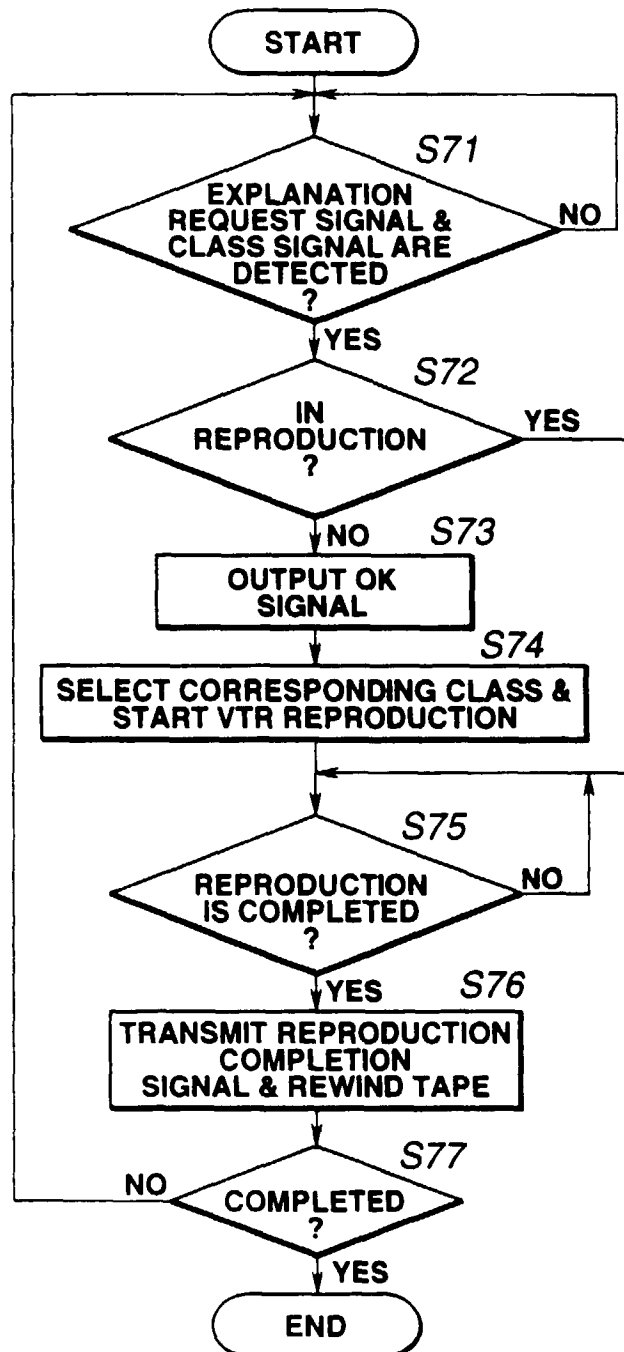 START
S71
EXPLANATION
REQUEST SIGNAL &
CLASS SIGNAL ARE
DETECTED
?
NO
YES
S72
IN
REPRODUCTION
?
YES
NO
S73
OUTPUT OK
SIGNAL
S74
SELECT CORRESPONDING CLASS &
START VTR REPRODUCTION
S75
REPRODUCTION
IS COMPLETED
?
NO
YES
S76
TRANSMIT REPRODUCTION
COMPLETION
SIGNAL & REWIND TAPE
S77
NO
COMPLETED
?
YES
END